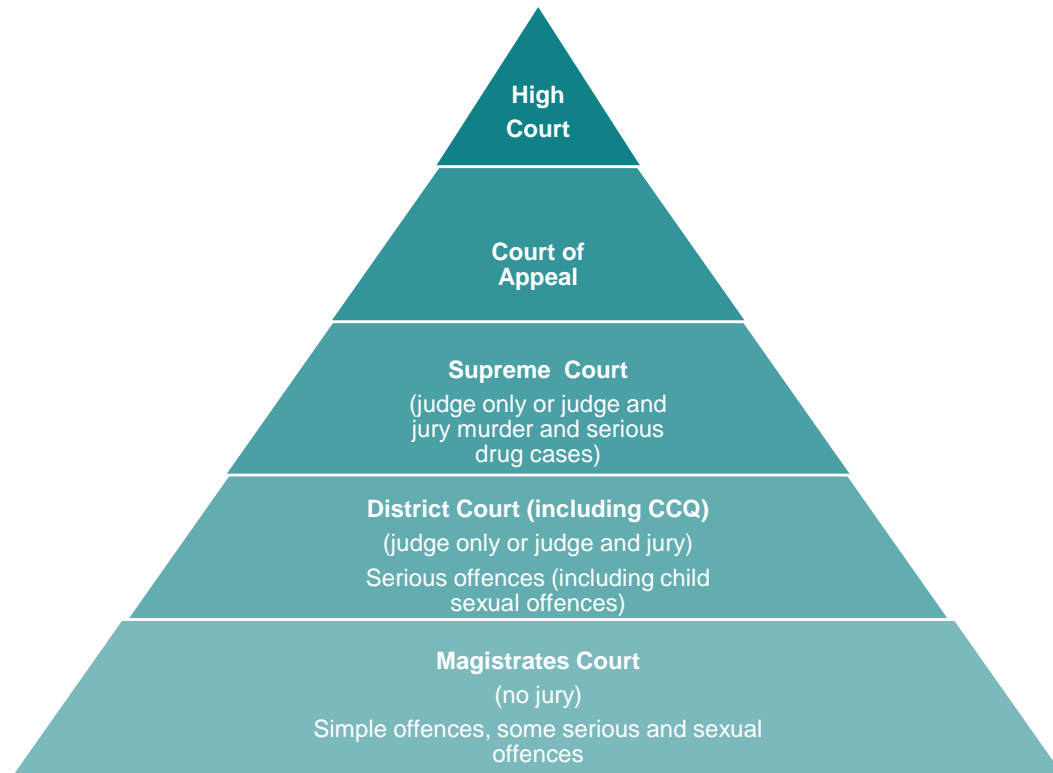 High
Court
Court of
Appeal
Supreme Court
(judge only or judge and
jury murder and serious
drug cases)
District Court (including CCQ)
(judge only or judge and jury)
Serious offences (including child
sexual offences)
Magistrates Court
(no jury)
Simple offences, some serious and sexual
offences